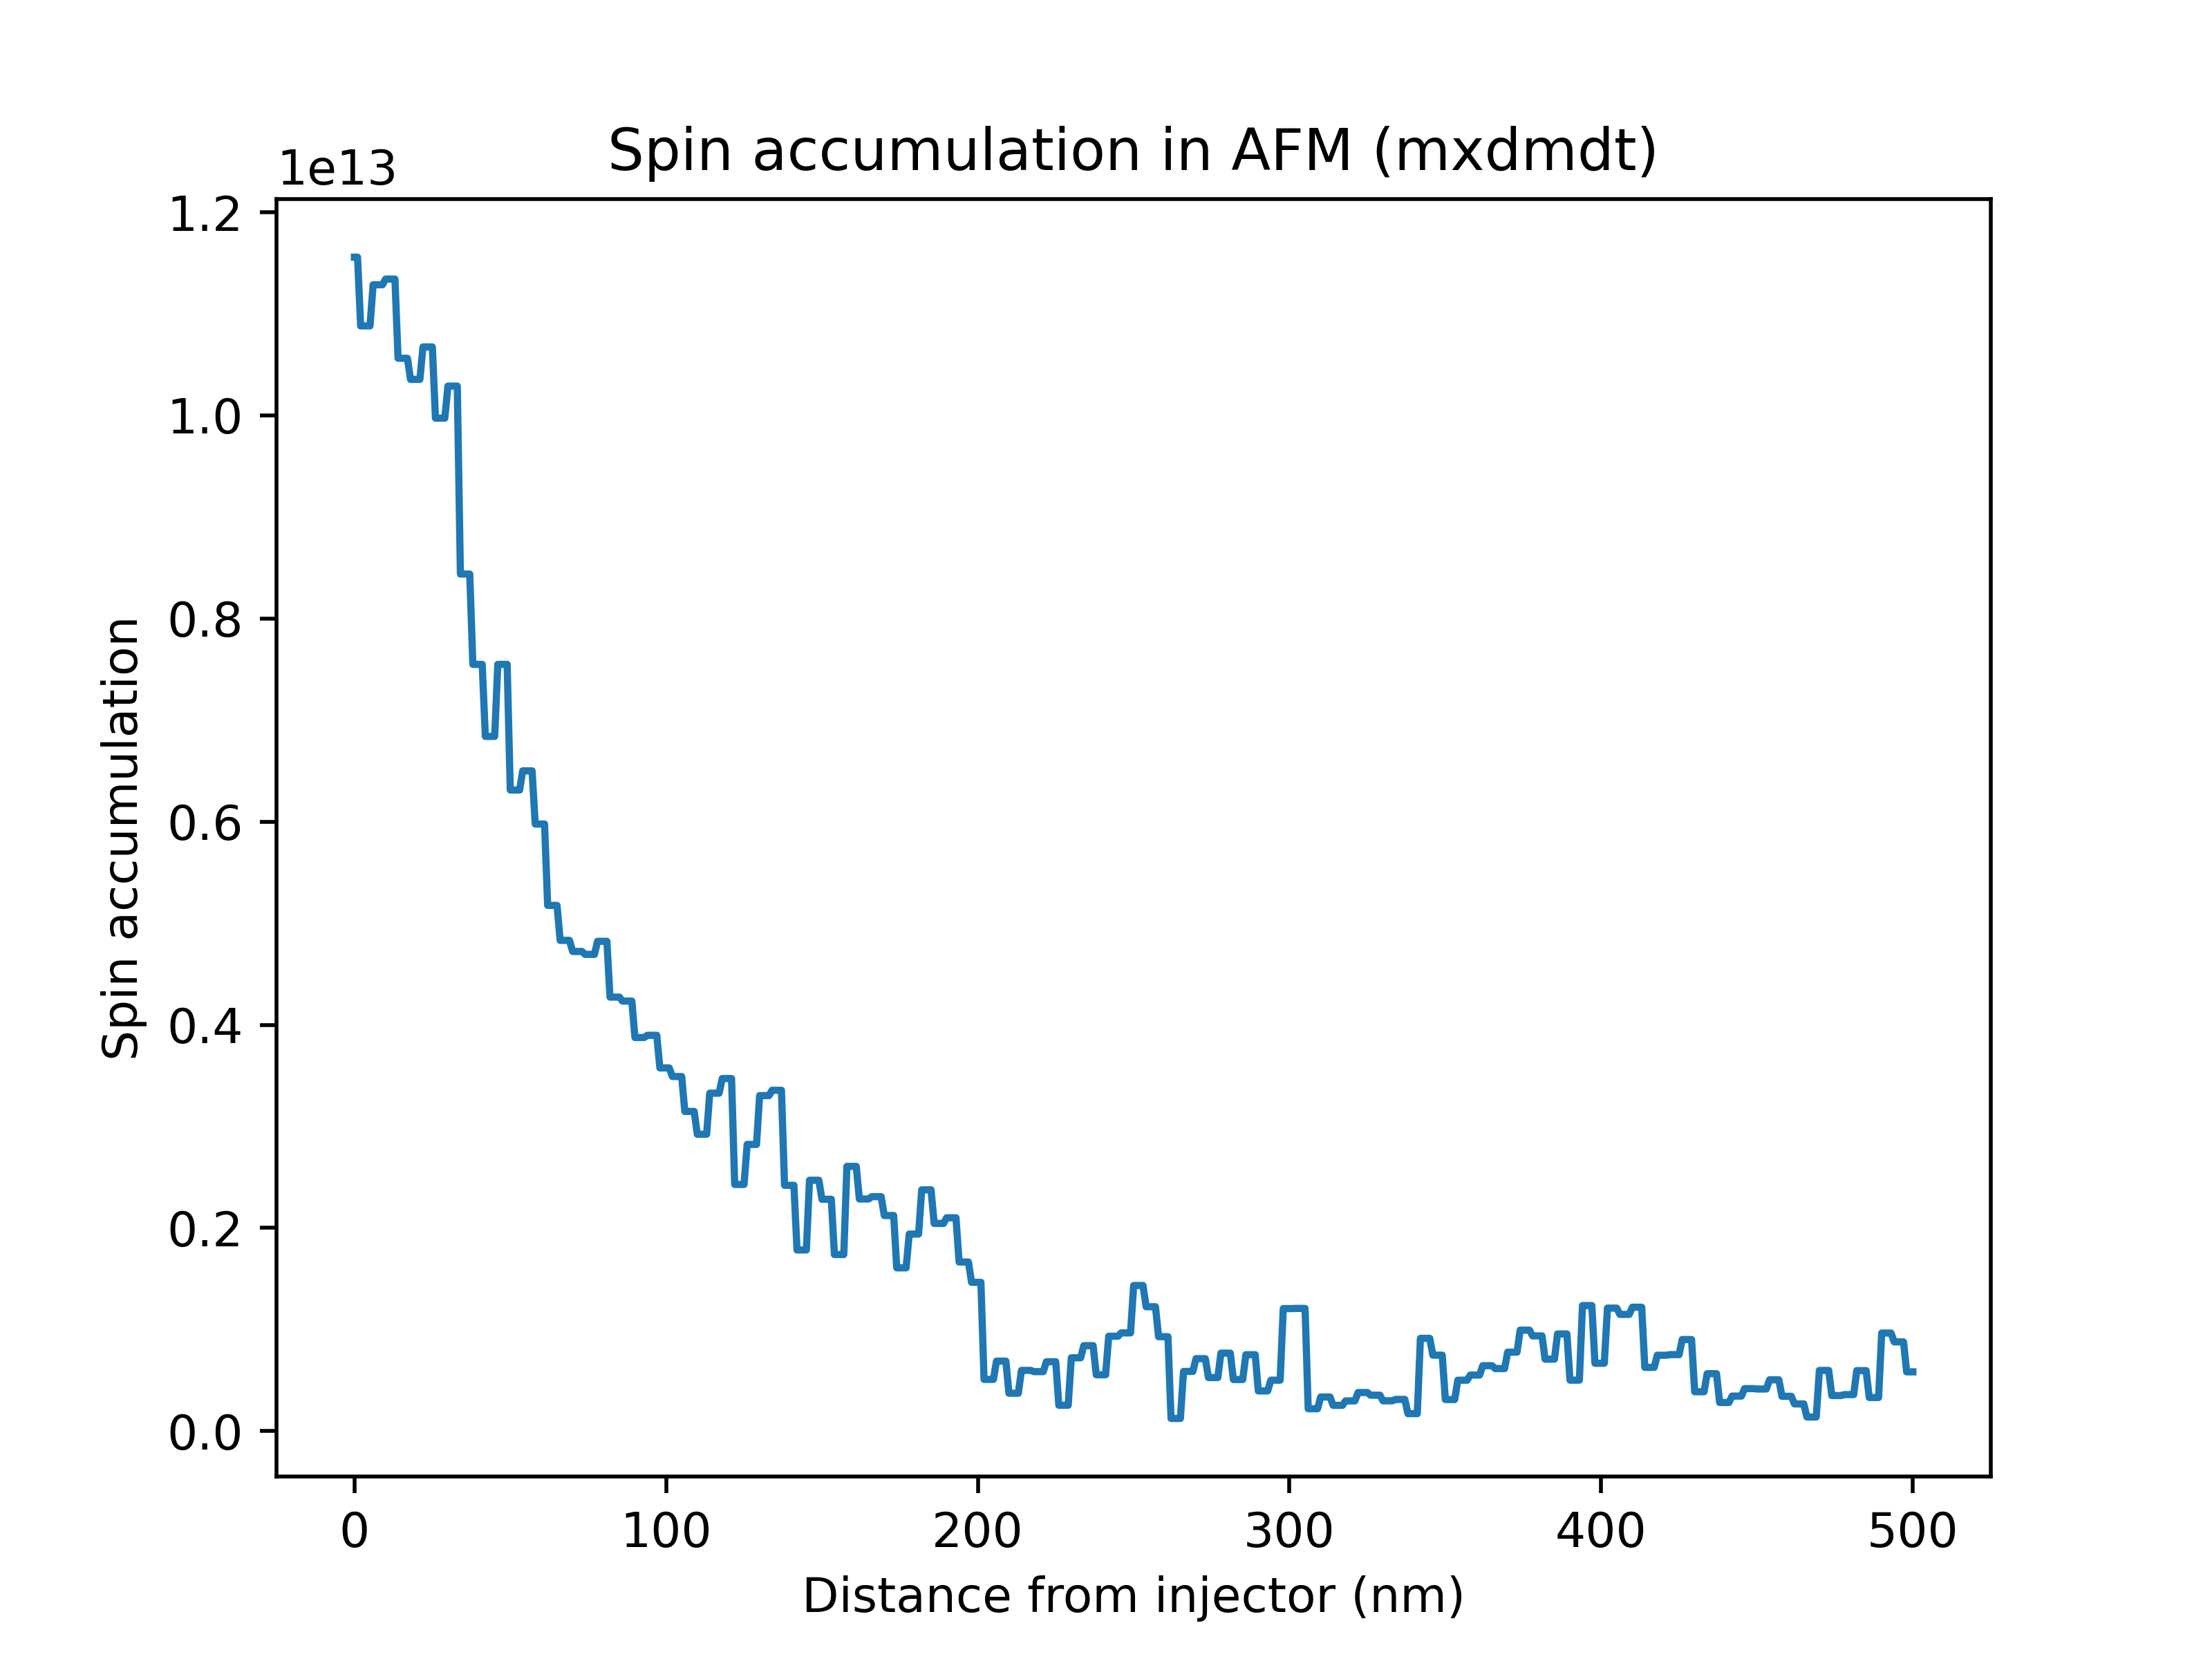 Spin accumulation in AFM (mxdmdt)
1e13
1.2
1.0
0.8
0.6
0.4
0.2
0.0
Spin accumulation
0 100 200 300 400 500
Distance from injector (nm)